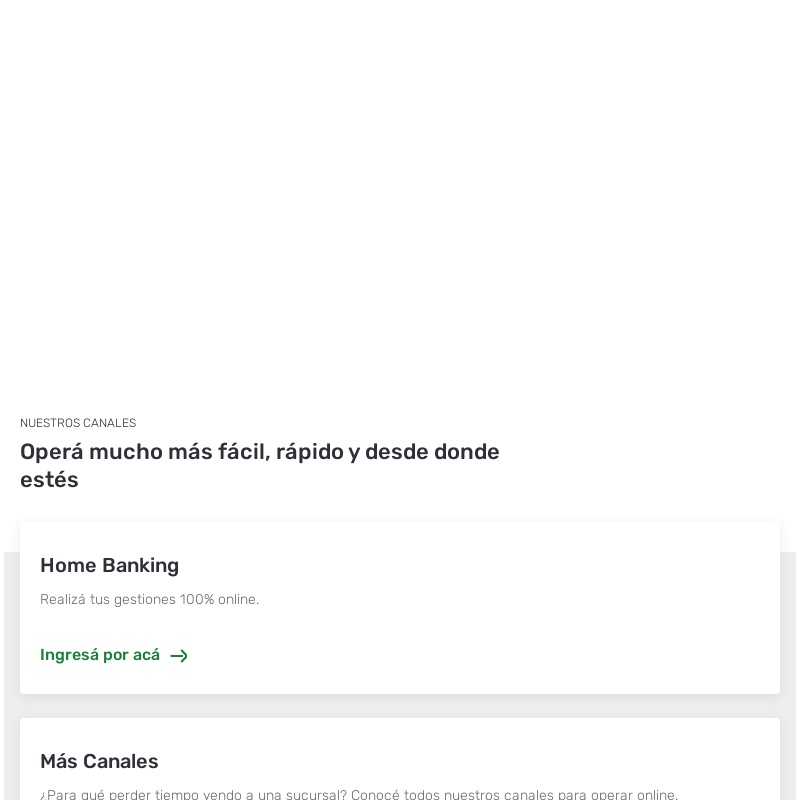 NUESTROS CANALES
Operá mucho más fácil, rápido y desde donde
estés
Home Banking
Realizá tus gestiones 100% online.
Ingresá por acá
Más Canales
¿Para qué perder tiempo yendo a una sucursal? Conocé todos nuestros canales para operar online.